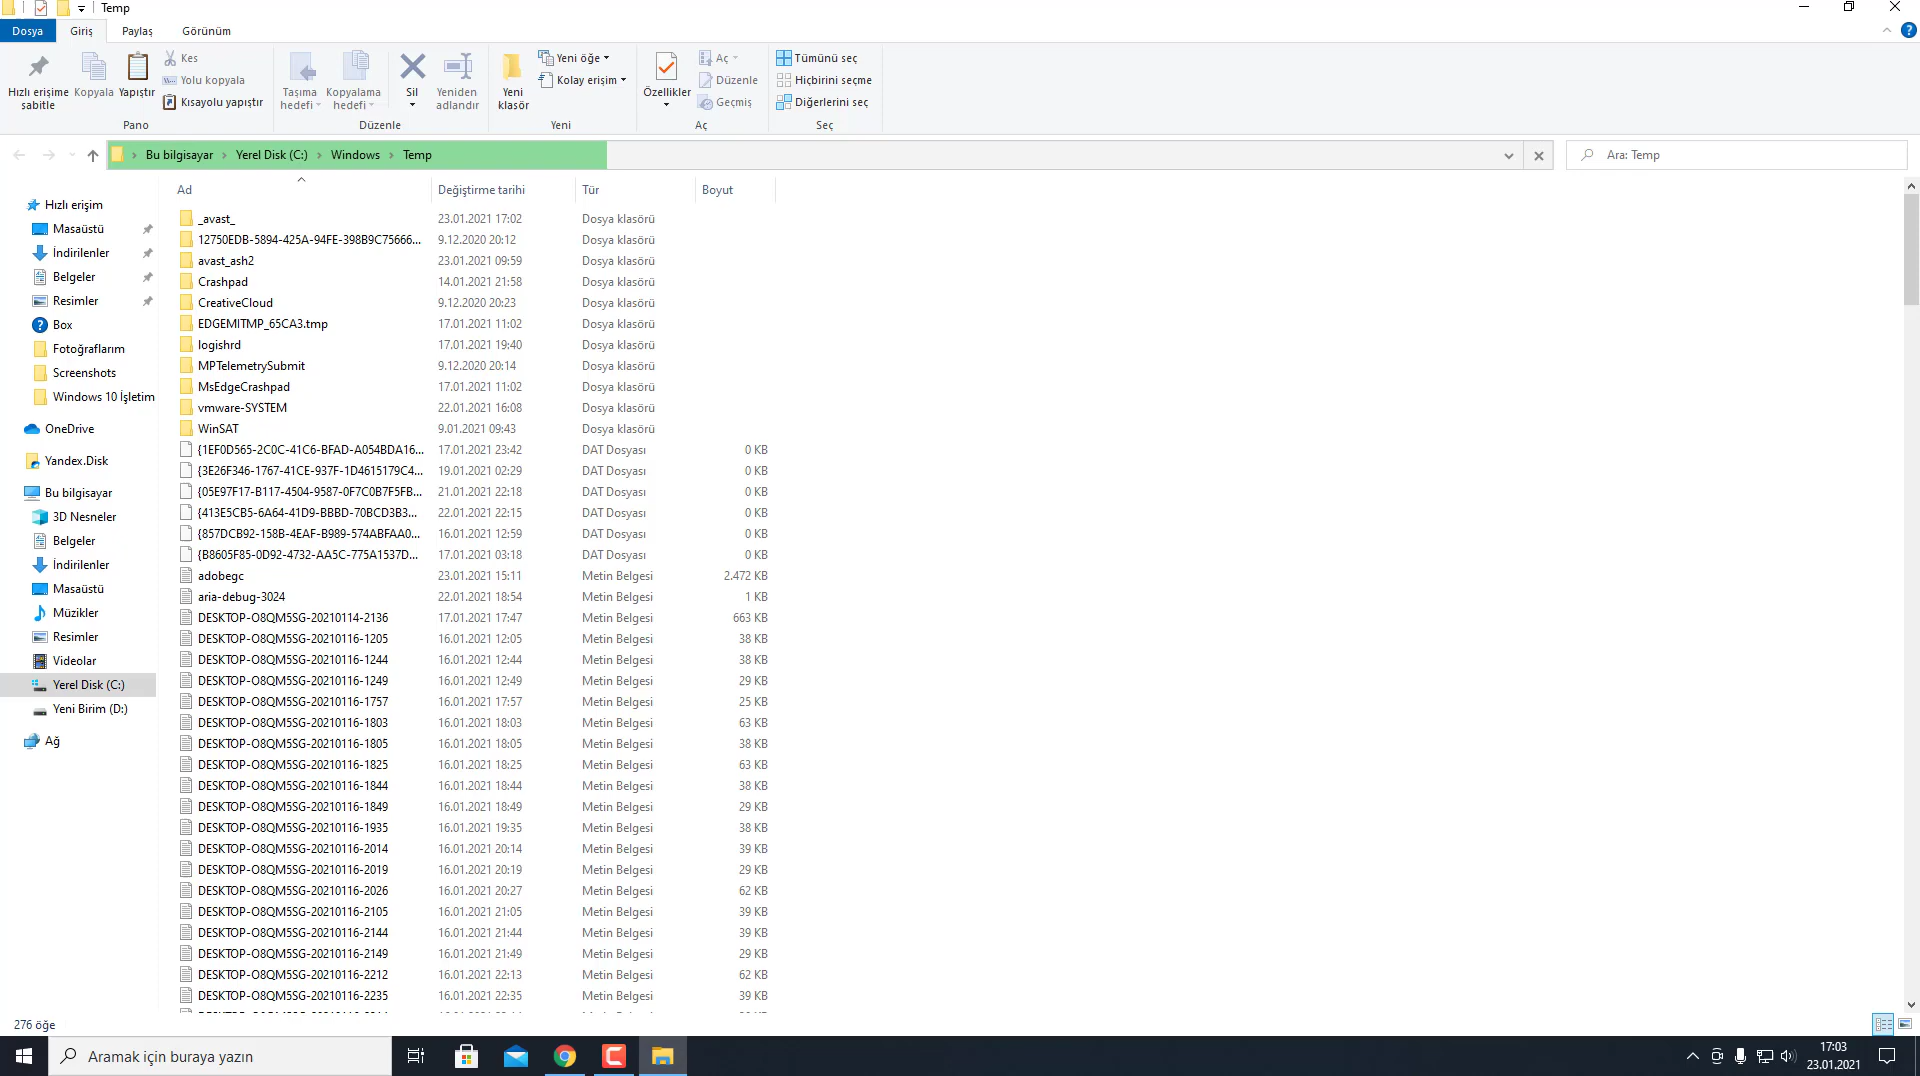 Temp
Dosya
Giriş
Paylaş
Görünüm
Hızlı erişime sabitle
Kopyala
Yapıştır
Kes
Yolu kopyala
Kısayolu yapıştır
Pano
Taşıma hedefi
Kopyalama hedefi
Sil
Yeniden adlandır
Düzenle
Yeni klasör
Yeni öğe
Kolay erişim
Yeni
Özellikler
Aç
Düzenle
Geçmiş
Aç
Tümünü seç
Hiçbirini seçme
Diğerlerini seç
Seç
Bu bilgisayar > Yerel Disk (C:) > Windows > Temp
Ara: Temp
Hızlı erişim
Masaüstü
İndirilenler
Belgeler
Resimler
Box
Fotoğraflarım
Screenshots
Windows 10 İşletim
OneDrive
Yandex.Disk
Bu bilgisayar
3D Nesneler
Belgeler
İndirilenler
Masaüstü
Müzikler
Resimler
Videolar
Yerel Disk (C:)
Yeni Birim (D:)
Ağ
Ad Değiştirme tarihi Tür Boyut
_avast_ 23.01.2021 17:02 Dosya klasörü
12750EDB-5894-425A-94FE-398B9C75666... 9.12.2020 20:12 Dosya klasörü
avast_ash2 23.01.2021 09:59 Dosya klasörü
Crashpad 14.01.2021 21:58 Dosya klasörü
CreativeCloud 9.12.2020 20:23 Dosya klasörü
EDGEMITMP_65CA3.tmp 17.01.2021 11:02 Dosya klasörü
logishrd 17.01.2021 19:40 Dosya klasörü
MPTelemetrySubmit 9.12.2020 20:14 Dosya klasörü
MsEdgeCrashpad 17.01.2021 11:02 Dosya klasörü
vmware-SYSTEM 22.01.2021 16:08 Dosya klasörü
WinSAT 9.01.2021 09:43 Dosya klasörü
{1EF0D565-2C0C-41C6-BFAD-A054BDA16... 17.01.2021 23:42 DAT Dosyası 0 KB
{3E26F346-1767-41CE-937F-1D4615179C4... 19.01.2021 02:29 DAT Dosyası 0 KB
{05E97F17-B117-4504-9587-0F7C0B7F5FB... 21.01.2021 22:18 DAT Dosyası 0 KB
{413E5CB5-6A64-41D9-BBBD-70BCD3B3... 22.01.2021 22:15 DAT Dosyası 0 KB
{857DCB92-158B-4EAF-B989-574ABFAA0... 16.01.2021 12:59 DAT Dosyası 0 KB
{B8605F85-0D92-4732-AA5C-775A1537D... 17.01.2021 03:18 DAT Dosyası 0 KB
adobegc 23.01.2021 15:11 Metin Belgesi 2.472 KB
aria-debug-3024 22.01.2021 18:54 Metin Belgesi 1 KB
DESKTOP-O8QM5SG-20210114-2136 17.01.2021 17:47 Metin Belgesi 663 KB
DESKTOP-O8QM5SG-20210116-1205 16.01.2021 12:05 Metin Belgesi 38 KB
DESKTOP-O8QM5SG-20210116-1244 16.01.2021 12:44 Metin Belgesi 38 KB
DESKTOP-O8QM5SG-20210116-1249 16.01.2021 12:49 Metin Belgesi 29 KB
DESKTOP-O8QM5SG-20210116-1757 16.01.2021 17:57 Metin Belgesi 25 KB
DESKTOP-O8QM5SG-20210116-1803 16.01.2021 18:03 Metin Belgesi 63 KB
DESKTOP-O8QM5SG-20210116-1805 16.01.2021 18:05 Metin Belgesi 38 KB
DESKTOP-O8QM5SG-20210116-1825 16.01.2021 18:25 Metin Belgesi 63 KB
DESKTOP-O8QM5SG-20210116-1844 16.01.2021 18:44 Metin Belgesi 38 KB
DESKTOP-O8QM5SG-20210116-1849 16.01.2021 18:49 Metin Belgesi 29 KB
DESKTOP-O8QM5SG-20210116-1935 16.01.2021 19:35 Metin Belgesi 38 KB
DESKTOP-O8QM5SG-20210116-2014 16.01.2021 20:14 Metin Belgesi 39 KB
DESKTOP-O8QM5SG-20210116-2019 16.01.2021 20:19 Metin Belgesi 29 KB
DESKTOP-O8QM5SG-20210116-2026 16.01.2021 20:27 Metin Belgesi 62 KB
DESKTOP-O8QM5SG-20210116-2105 16.01.2021 21:05 Metin Belgesi 39 KB
DESKTOP-O8QM5SG-20210116-2144 16.01.2021 21:44 Metin Belgesi 39 KB
DESKTOP-O8QM5SG-20210116-2149 16.01.2021 21:49 Metin Belgesi 29 KB
DESKTOP-O8QM5SG-20210116-2212 16.01.2021 22:13 Metin Belgesi 62 KB
DESKTOP-O8QM5SG-20210116-2235 16.01.2021 22:35 Metin Belgesi 39 KB
276 öğe
Aramak için buraya yazın
17:03
23.01.2021